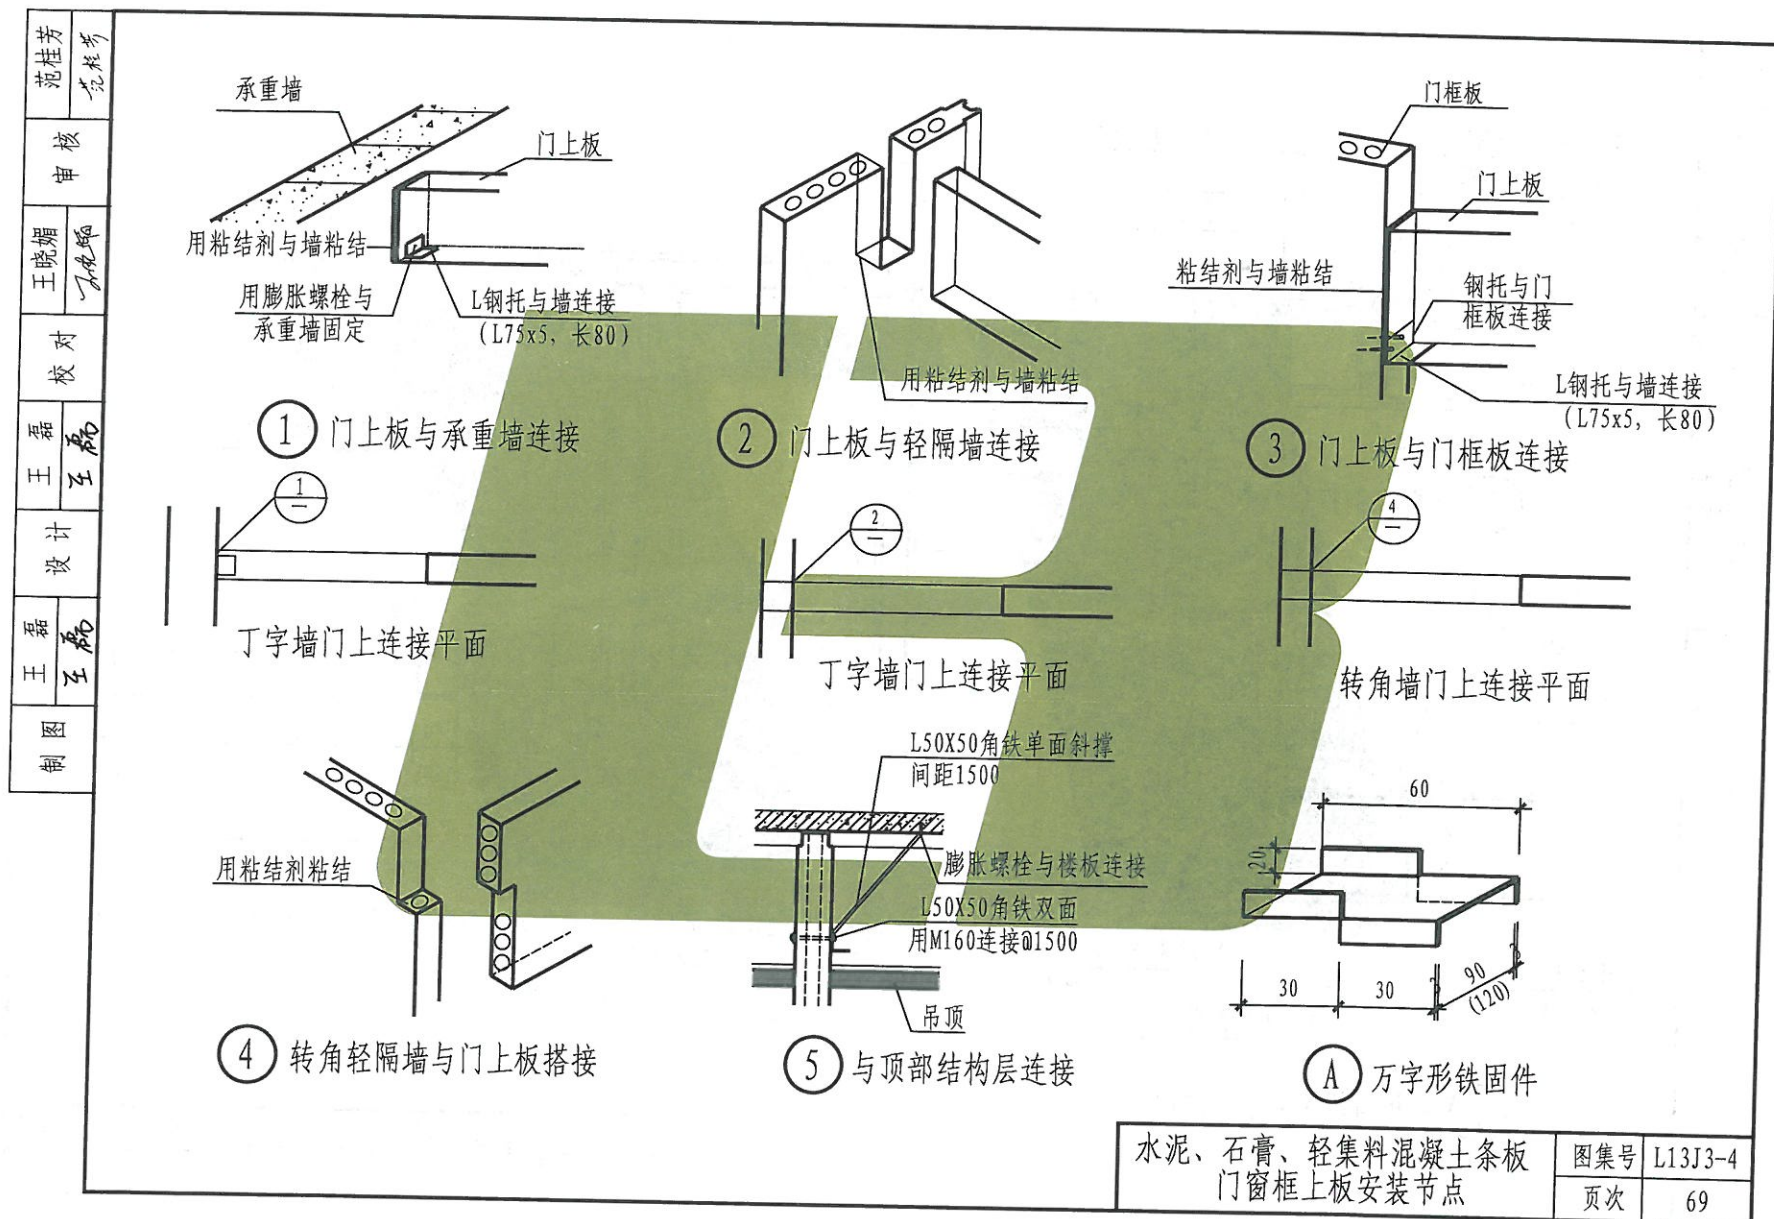 范桂芳
审核
王晓媚
校对
王磊
王磊
设计
王磊
王磊
制图
承重墙
门上板
用粘结剂与墙粘结
用膨胀螺栓与
承重墙固定
L钢托与墙连接
(L75x5, 长80)
1 门上板与承重墙连接
用粘结剂与墙粘结
2 门上板与轻隔墙连接
门框板
门上板
粘结剂与墙粘结
钢托与门
框板连接
L钢托与墙连接
(L75x5, 长80)
3 门上板与门框板连接
1
—
丁字墙门上连接平面
2
—
丁字墙门上连接平面
4
—
转角墙门上连接平面
用粘结剂粘结
4 转角轻隔墙与门上板搭接
L50X50角铁单面斜撑
间距1500
膨胀螺栓与楼板连接
L50X50角铁双面
用M160连接@1500
吊顶
5 与顶部结构层连接
60
20
30
30
3
90
(120)
3
A 万字形铁固件
水泥、石膏、轻集料混凝土条板
门窗框上板安装节点
图集号 L13J3-4
页次 69